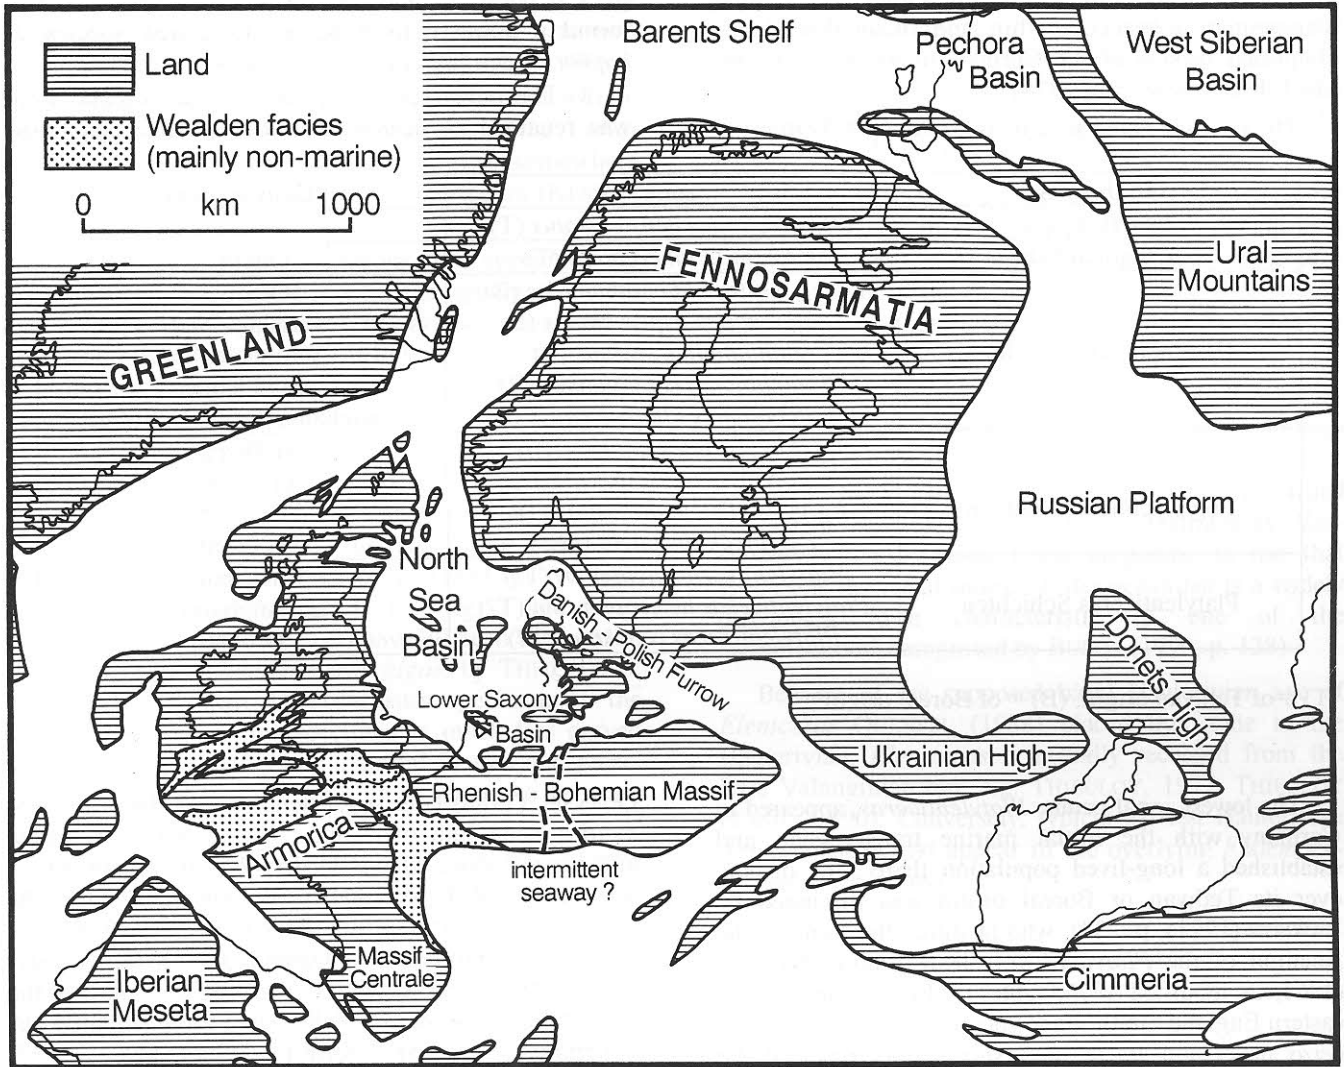 Land
Wealden facies
(mainly non-marine)
0 km 1000
Barents Shelf
Pechora
Basin
West Siberian
Basin
Ural
Mountains
FENNOSARMATIA
GREENLAND
Russian Platform
North
Sea
Basin
Danish - Polish Furrow
Lower Saxony
Basin
Donets High
Ukrainian High
Rhenish - Bohemian Massif
Armorica
intermittent
seaway ?
Massif
Centrale
Iberian
Meseta
Cimmeria